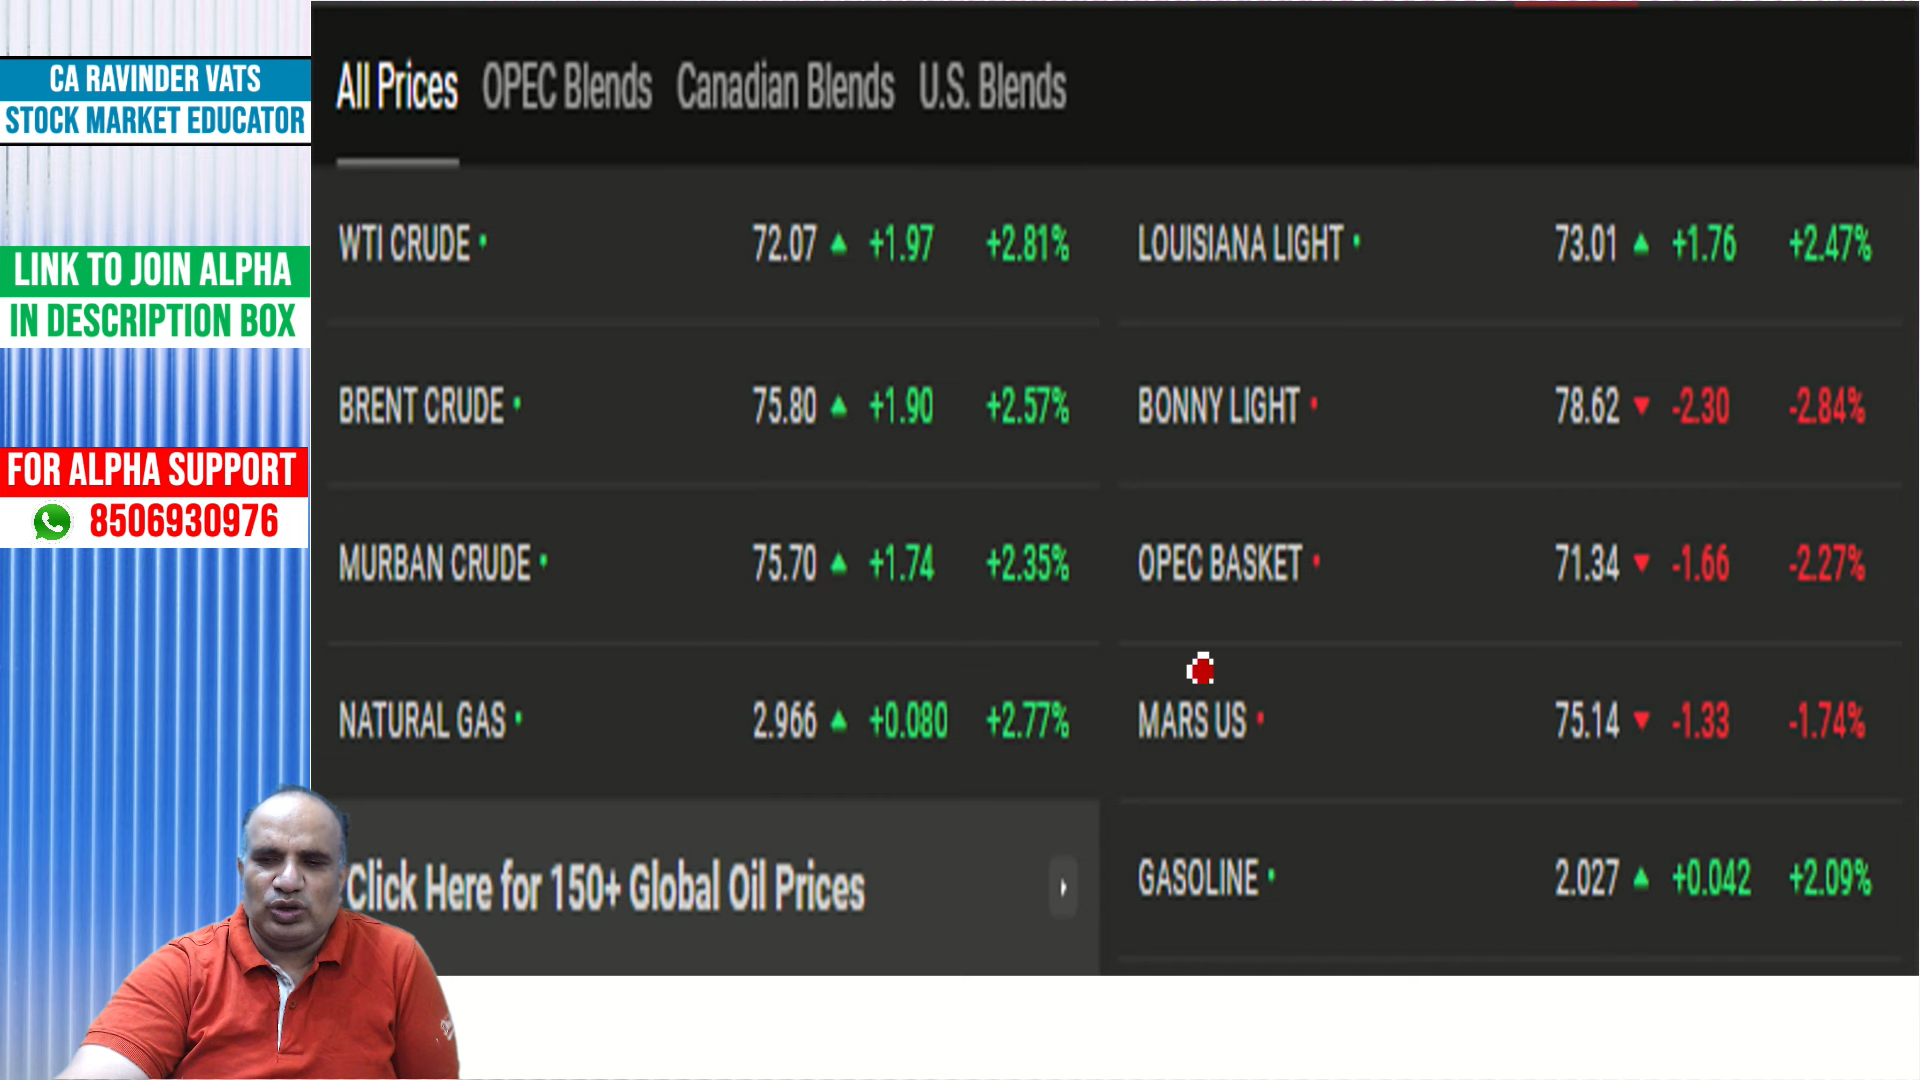 CA RAVINDER VATS
STOCK MARKET EDUCATOR
LINK TO JOIN ALPHA
IN DESCRIPTION BOX
FOR ALPHA SUPPORT
8506930976
All Prices OPEC Blends Canadian Blends U.S. Blends
WTI CRUDE 72.07 ▲ +1.97 +2.81%
BRENT CRUDE 75.80 ▲ +1.90 +2.57%
MURBAN CRUDE 75.70 ▲ +1.74 +2.35%
NATURAL GAS 2.966 ▲ +0.080 +2.77%
Click Here for 150+ Global Oil Prices
LOUISIANA LIGHT 73.01 ▲ +1.76 +2.47%
BONNY LIGHT 78.62 ▼ -2.30 -2.84%
OPEC BASKET 71.34 ▼ -1.66 -2.27%
MARS US 75.14 ▼ -1.33 -1.74%
GASOLINE 2.027 ▲ +0.042 +2.09%